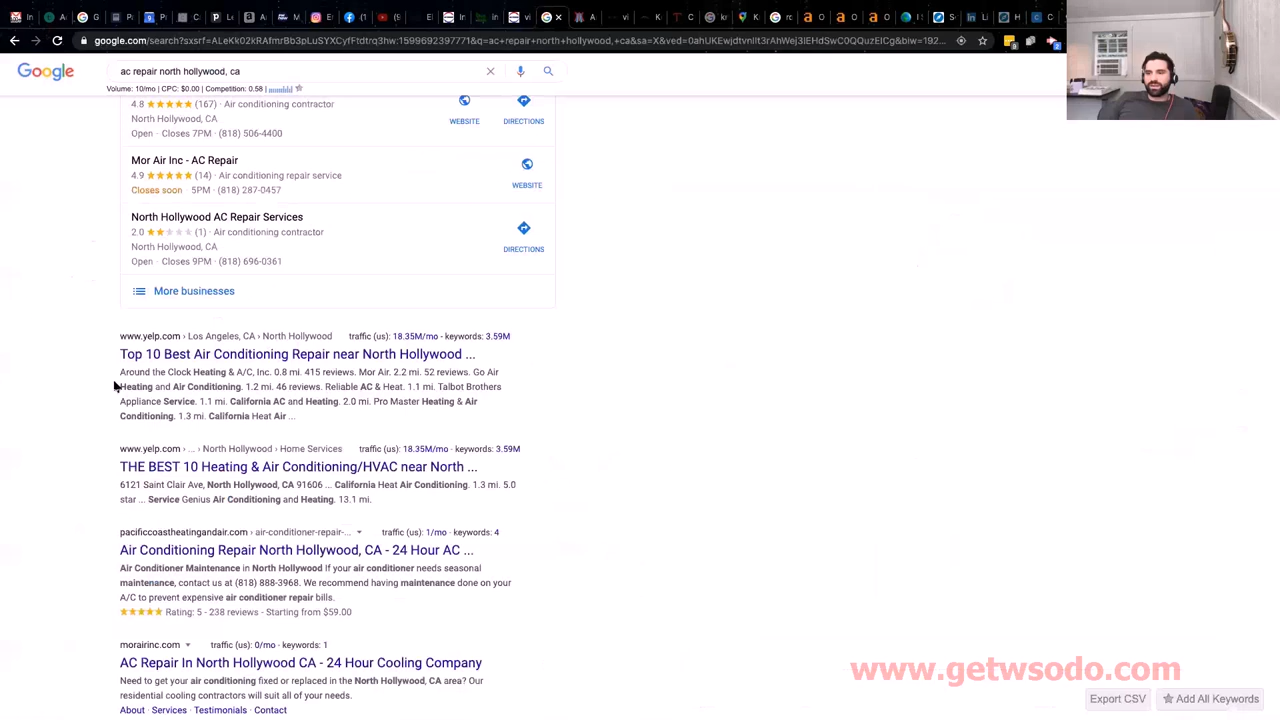 google.com/search?sxsrf=ALeKk02kRAfmrBb3pLuSYXCyfFtdtrq3hw:1599692397771&q=ac+repair+north+hollywood,+ca&sa=X&ved=0ahUKEwjdtvnIt3rAhWej3IEHdSwC0QQuzEICg&biw=192...
Google
ac repair north hollywood, ca
Volume: 10/mo | CPC: $0.00 | Competition: 0.58 |
4.8 (167) · Air conditioning contractor
North Hollywood, CA
Open · Closes 7PM · (818) 506-4400
WEBSITE
DIRECTIONS
Mor Air Inc - AC Repair
4.9 (14) · Air conditioning repair service
Closes soon · 5PM · (818) 287-0457
WEBSITE
North Hollywood AC Repair Services
2.0 (1) · Air conditioning contractor
North Hollywood, CA
Open · Closes 9PM · (818) 696-0361
DIRECTIONS
More businesses
www.yelp.com › Los Angeles, CA › North Hollywood traffic (us): 18.35M/mo - keywords: 3.59M
Top 10 Best Air Conditioning Repair near North Hollywood ...
Around the Clock Heating & A/C, Inc. 0.8 mi. 415 reviews. Mor Air. 2.2 mi. 52 reviews. Go Air
Heating and Air Conditioning. 1.2 mi. 46 reviews. Reliable AC & Heat. 1.1 mi. Talbot Brothers
Appliance Service. 1.1 mi. California AC and Heating. 2.0 mi. Pro Master Heating & Air
Conditioning. 1.3 mi. California Heat Air ...
www.yelp.com › ... › North Hollywood › Home Services traffic (us): 18.35M/mo - keywords: 3.59M
THE BEST 10 Heating & Air Conditioning/HVAC near North ...
6121 Saint Clair Ave, North Hollywood, CA 91606 ... California Heat Air Conditioning. 1.3 mi. 5.0
star ... Service Genius Air Conditioning and Heating. 13.1 mi.
pacificcoastheatingandair.com › air-conditioner-repair-... traffic (us): 1/mo - keywords: 4
Air Conditioning Repair North Hollywood, CA - 24 Hour AC ...
Air Conditioner Maintenance in North Hollywood If your air conditioner needs seasonal
maintenance, contact us at (818) 888-3968. We recommend having maintenance done on your
A/C to prevent expensive air conditioner repair bills.
Rating: 5 - 238 reviews - Starting from $59.00
morairinc.com traffic (us): 0/mo - keywords: 1
AC Repair In North Hollywood CA - 24 Hour Cooling Company
Need to get your air conditioning fixed or replaced in the North Hollywood, CA area? Our
residential cooling contractors will suit all of your needs.
About · Services · Testimonials · Contact
www.getwsodo.com
Export CSV
Add All Keywords